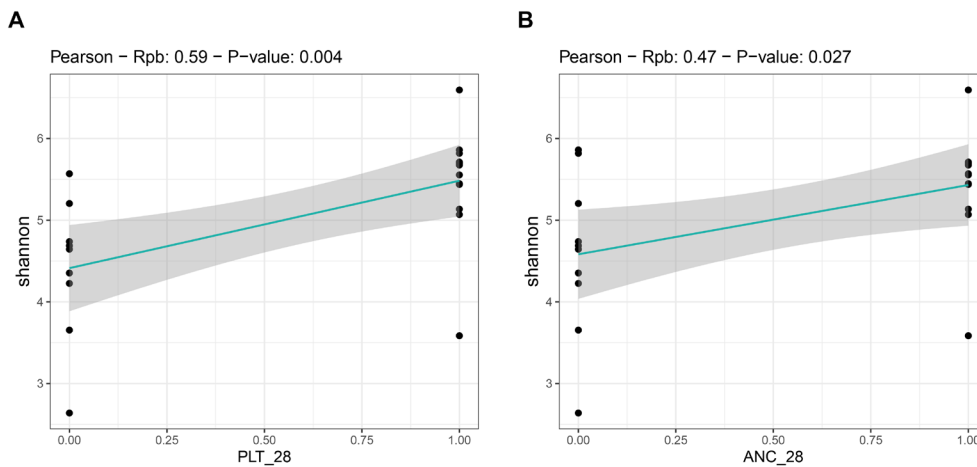 A
Pearson − Rpb: 0.59 − P−value: 0.004
shannon
6
5
4
3
0.00 0.25 0.50 0.75 1.00
PLT_28
B
Pearson − Rpb: 0.47 − P−value: 0.027
shannon
6
5
4
3
0.00 0.25 0.50 0.75 1.00
ANC_28